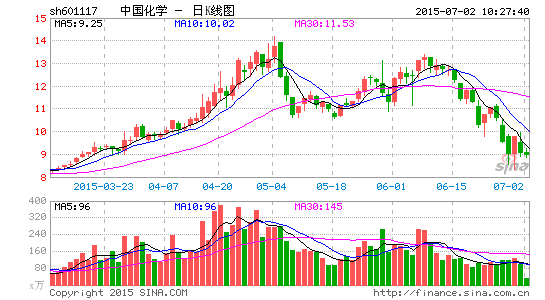 sh601117 中国化学 - 日K线图 2015-07-02 10:27:40
MA5:9.25 MA10:10.02 MA30:11.53
15
14
13
12
11
10
9
8
sina
2015-03-23 04-07 04-20 05-04 05-18 06-01 06-15 07-02
MA5:96 MA10:96 MA30:145
400
320
240
160
80
x万
Copyright 2015 SINA.COM http://finance.sina.com.cn